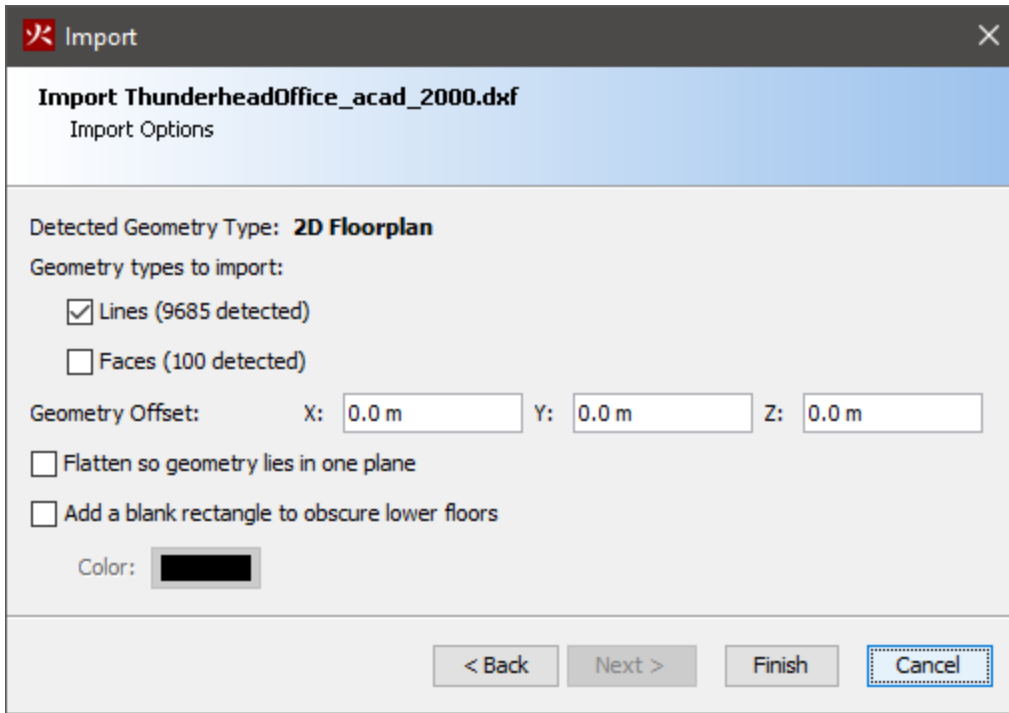 Import
Import ThunderheadOffice_acad_2000.dxf
Import Options
Detected Geometry Type: 2D Floorplan
Geometry types to import:
Lines (9685 detected)
Faces (100 detected)
Geometry Offset: X: 0.0 m Y: 0.0 m Z: 0.0 m
Flatten so geometry lies in one plane
Add a blank rectangle to obscure lower floors
Color:
< Back Next > Finish Cancel